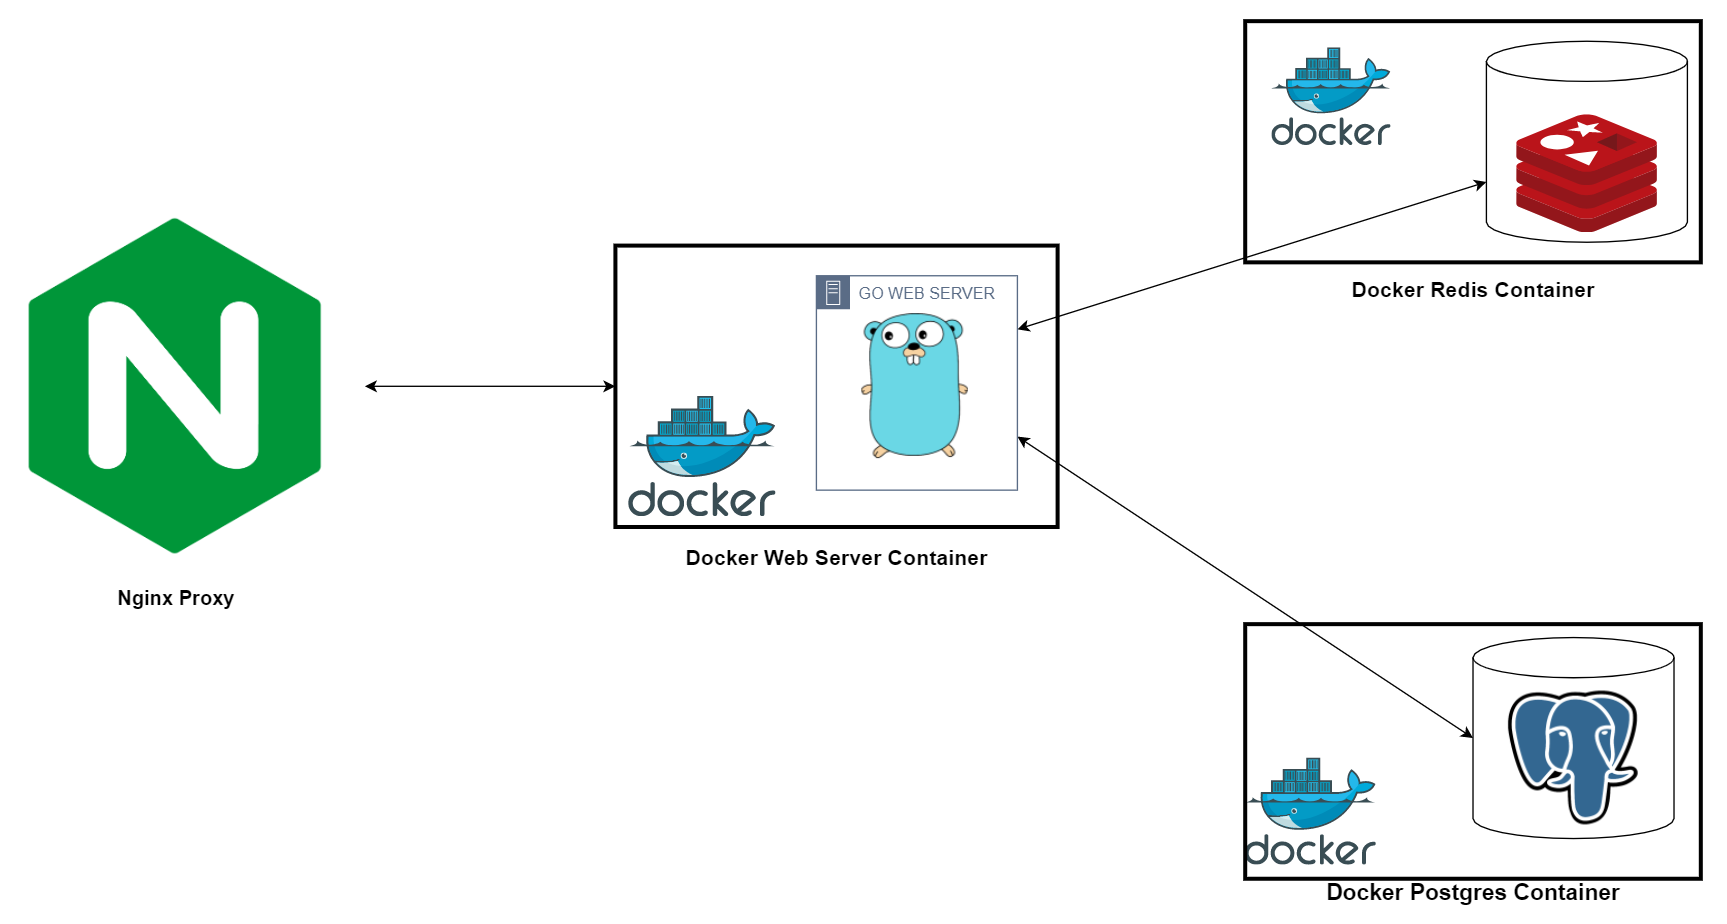 docker
Docker Redis Container
GO WEB SERVER
docker
Docker Web Server Container
Nginx Proxy
docker
Docker Postgres Container